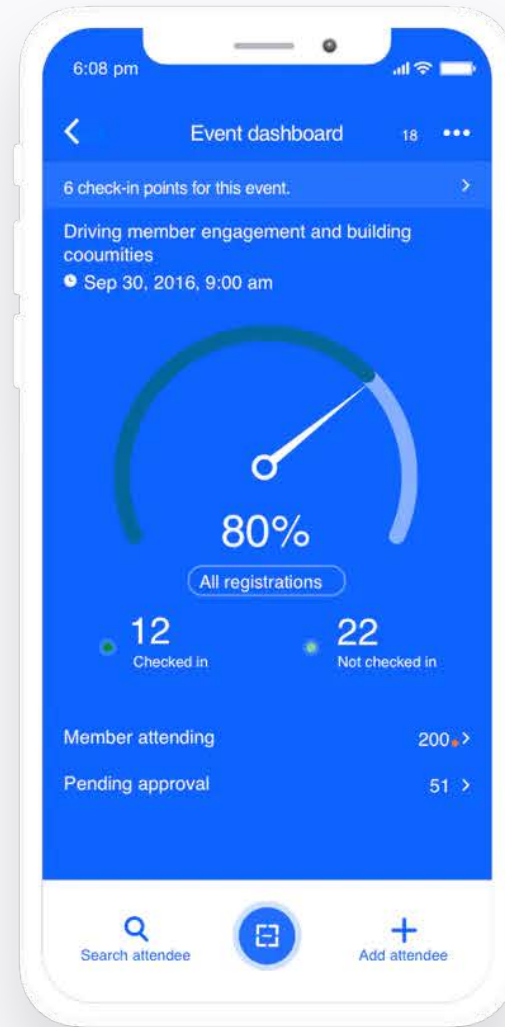 6:08 pm
Event dashboard 18
6 check-in points for this event.
Driving member engagement and building
cooumities
Sep 30, 2016, 9:00 am
80%
All registrations
12
Checked in
22
Not checked in
Member attending 200
Pending approval 51
Search attendee
Add attendee